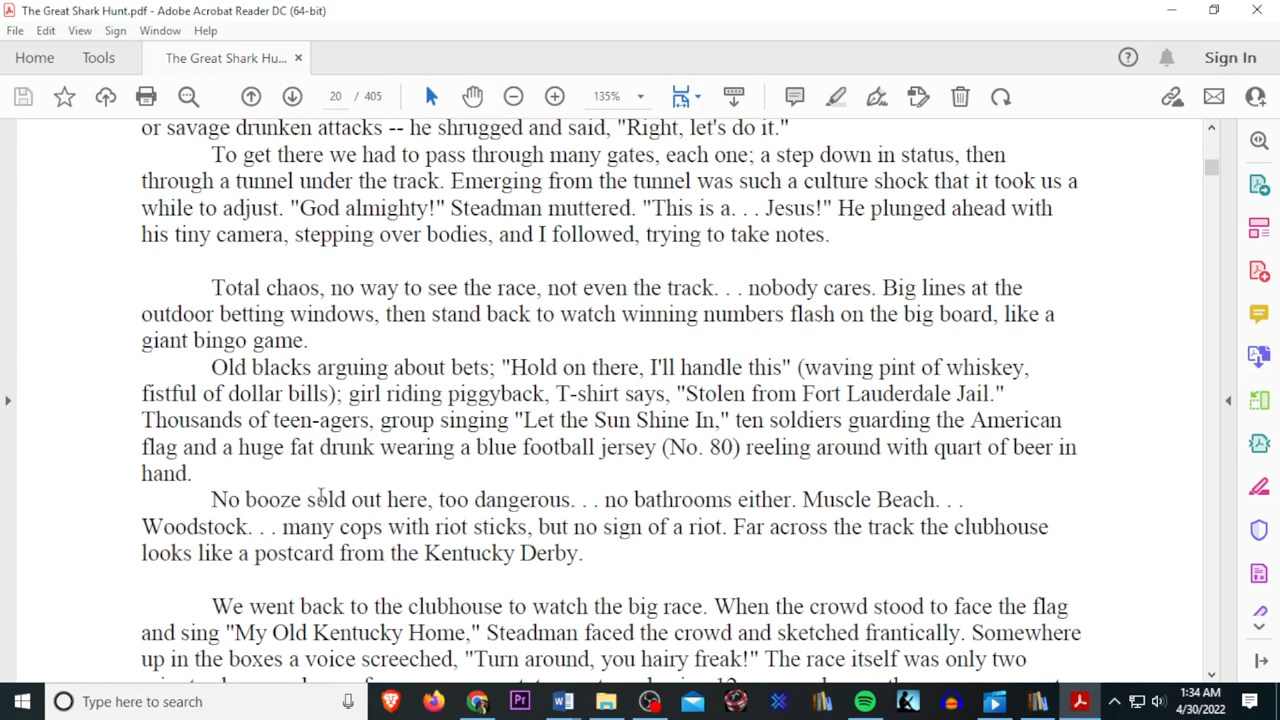 The Great Shark Hunt.pdf - Adobe Acrobat Reader DC (64-bit)
File Edit View Sign Window Help
Home Tools The Great Shark Hu... × Sign In
20 / 405 135%
or savage drunken attacks -- he shrugged and said, "Right, let's do it."
To get there we had to pass through many gates, each one; a step down in status, then
through a tunnel under the track. Emerging from the tunnel was such a culture shock that it took us a
while to adjust. "God almighty!" Steadman muttered. "This is a. . . Jesus!" He plunged ahead with
his tiny camera, stepping over bodies, and I followed, trying to take notes.
Total chaos, no way to see the race, not even the track. . . nobody cares. Big lines at the
outdoor betting windows, then stand back to watch winning numbers flash on the big board, like a
giant bingo game.
Old blacks arguing about bets; "Hold on there, I'll handle this" (waving pint of whiskey,
fistful of dollar bills); girl riding piggyback, T-shirt says, "Stolen from Fort Lauderdale Jail."
Thousands of teen-agers, group singing "Let the Sun Shine In," ten soldiers guarding the American
flag and a huge fat drunk wearing a blue football jersey (No. 80) reeling around with quart of beer in
hand.
No booze sold out here, too dangerous. . . no bathrooms either. Muscle Beach. . .
Woodstock. . . many cops with riot sticks, but no sign of a riot. Far across the track the clubhouse
looks like a postcard from the Kentucky Derby.
We went back to the clubhouse to watch the big race. When the crowd stood to face the flag
and sing "My Old Kentucky Home," Steadman faced the crowd and sketched frantically. Somewhere
up in the boxes a voice screeched, "Turn around, you hairy freak!" The race itself was only two
Type here to search
1:34 AM
4/30/2022